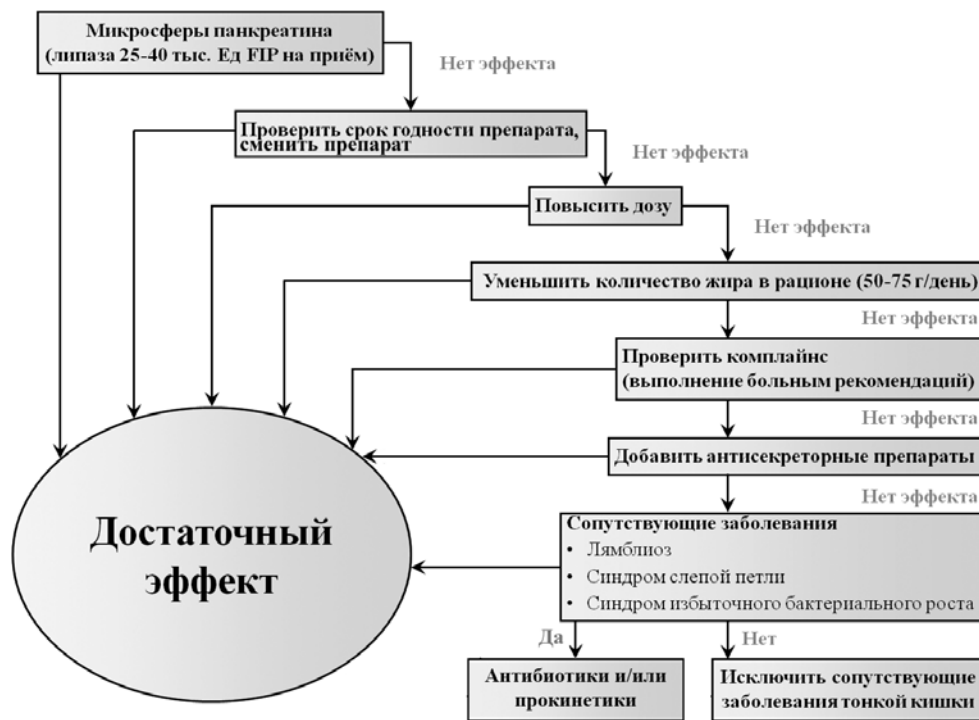 Микросферы панкреатина
(липаза 25-40 тыс. Ед FIP на приём)
Нет эффекта
Проверить срок годности препарата,
сменить препарат
Нет эффекта
Повысить дозу
Нет эффекта
Уменьшить количество жира в рационе (50-75 г/день)
Нет эффекта
Проверить комплайнс
(выполнение больным рекомендаций)
Нет эффекта
Добавить антисекреторные препараты
Нет эффекта
Достаточный
эффект
Сопутствующие заболевания
• Лямблиоз
• Синдром слепой петли
• Синдром избыточного бактериального роста
Да
Нет
Антибиотики и/или
прокинетики
Исключить сопутствующие
заболевания тонкой кишки